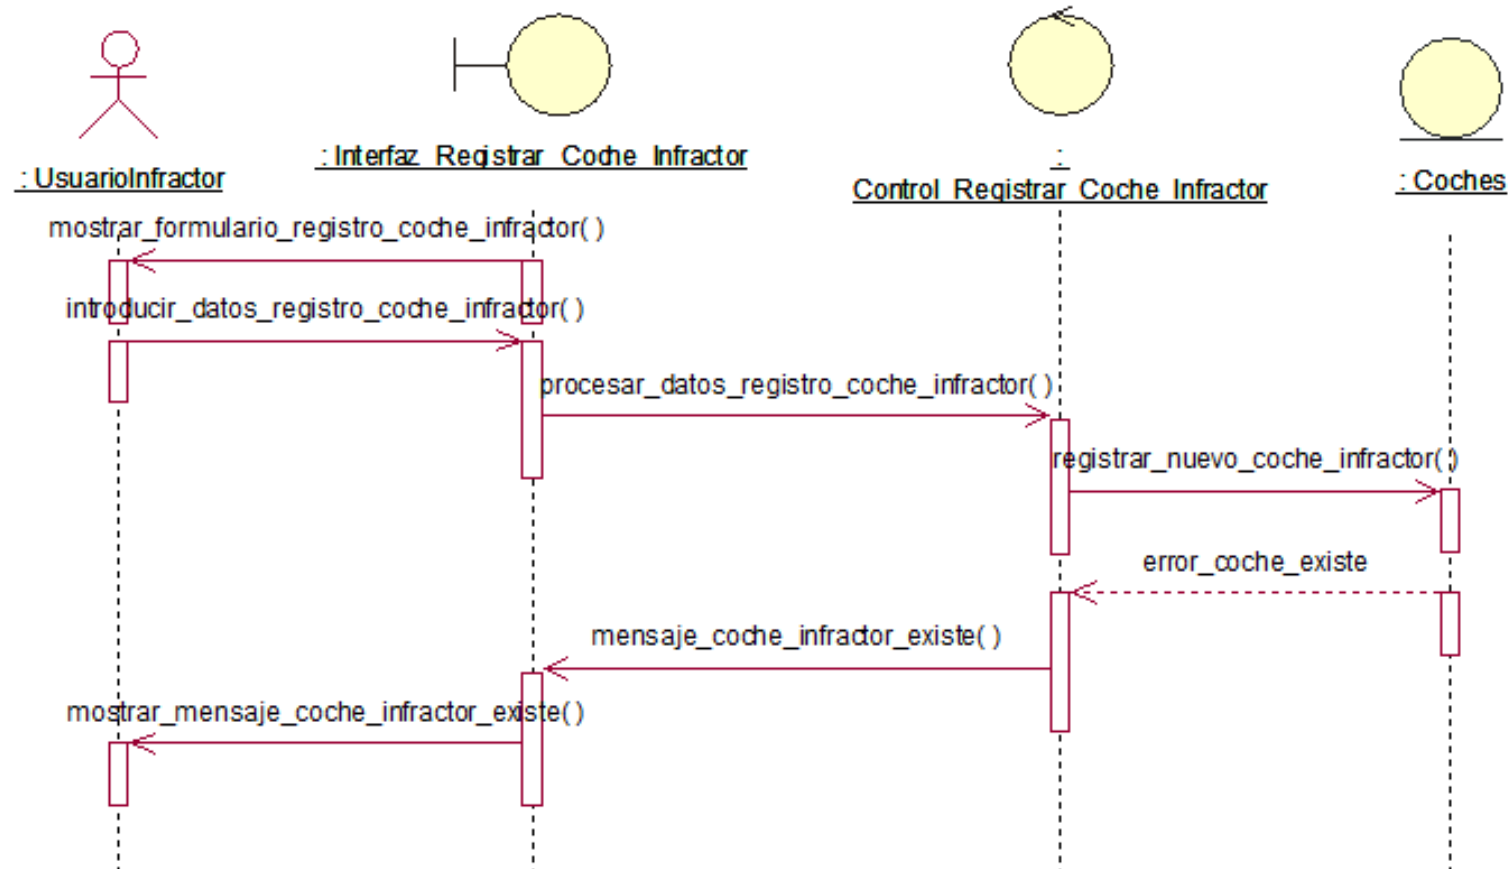 : UsuarioInfractor
: Interfaz_Registrar_Coche_Infractor
:
Control_Registrar_Coche_Infractor
: Coches
mostrar_formulario_registro_coche_infractor( )
introducir_datos_registro_coche_infractor( )
procesar_datos_registro_coche_infractor( )
registrar_nuevo_coche_infractor( )
error_coche_existe
mensaje_coche_infractor_existe( )
mostrar_mensaje_coche_infractor_existe( )